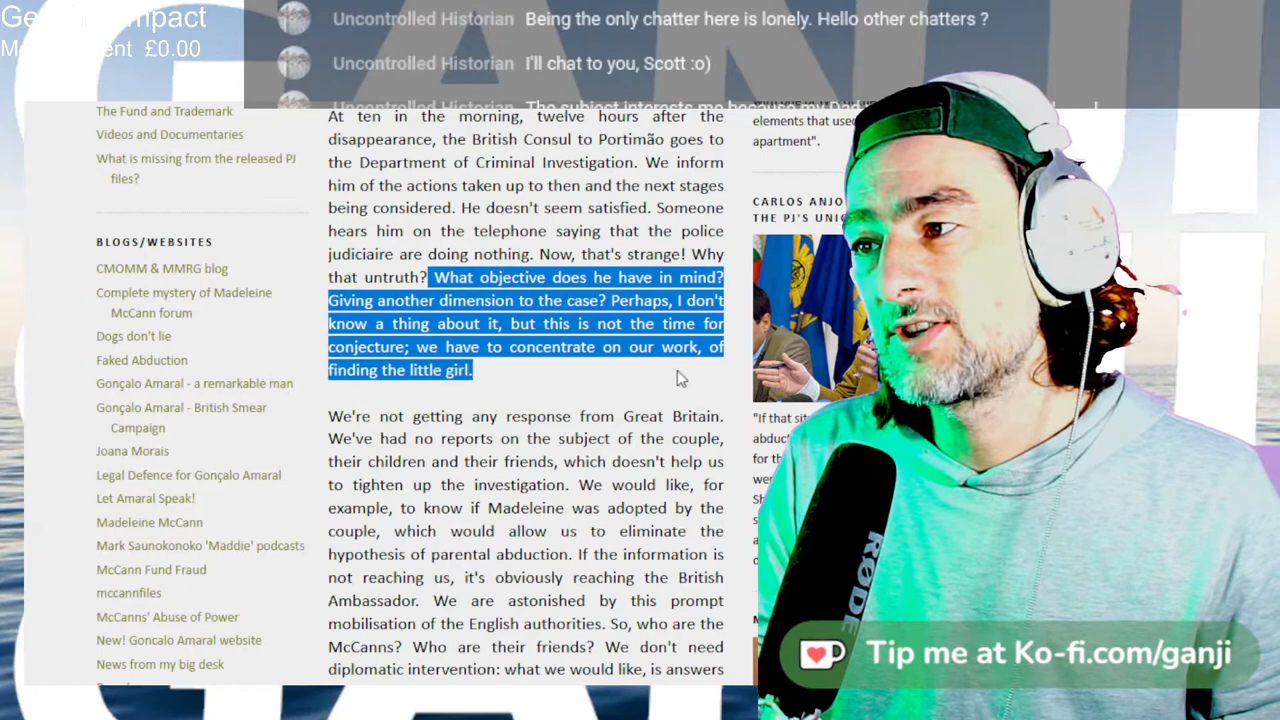 Ge
mpact
M
ent £0.00
Uncontrolled Historian Being the only chatter here is lonely. Hello other chatters ?
Uncontrolled Historian I'll chat to you, Scott :o)
Uncontrolled Historian The subject interests me because my
The Fund and Trademark
Videos and Documentaries
What is missing from the released PJ
files?
BLOGS/WEBSITES
CMOMM & MMRG blog
Complete mystery of Madeleine
McCann forum
Dogs don't lie
Faked Abduction
Gonçalo Amaral - a remarkable man
Gonçalo Amaral - British Smear
Campaign
Joana Morais
Legal Defence for Gonçalo Amaral
Let Amaral Speak!
Madeleine McCann
Mark Saunokonoko 'Maddie' podcasts
McCann Fund Fraud
mccannfiles
McCanns' Abuse of Power
New! Goncalo Amaral website
News from my big desk
At ten in the morning, twelve hours after the
disappearance, the British Consul to Portimão goes to
the Department of Criminal Investigation. We inform
him of the actions taken up to then and the next stages
being considered. He doesn't seem satisfied. Someone
hears him on the telephone saying that the police
judiciaire are doing nothing. Now, that's strange! Why
that untruth? What objective does he have in mind?
Giving another dimension to the case? Perhaps, I don't
know a thing about it, but this is not the time for
conjecture; we have to concentrate on our work, of
finding the little girl.
We're not getting any response from Great Britain.
We've had no reports on the subject of the couple,
their children and their friends, which doesn't help us
to tighten up the investigation. We would like, for
example, to know if Madeleine was adopted by the
couple, which would allow us to eliminate the
hypothesis of parental abduction. If the information is
not reaching us, it's obviously reaching the British
Ambassador. We are astonished by this prompt
mobilisation of the English authorities. So, who are the
McCanns? Who are their friends? We don't need
diplomatic intervention: what we would like, is answers
elements that used
apartment".
CARLOS ANJO
THE PJ'S UNI
"If that sit
abduct
for th
wer
Sh
RØDE
Tip me at Ko-fi.com/ganji